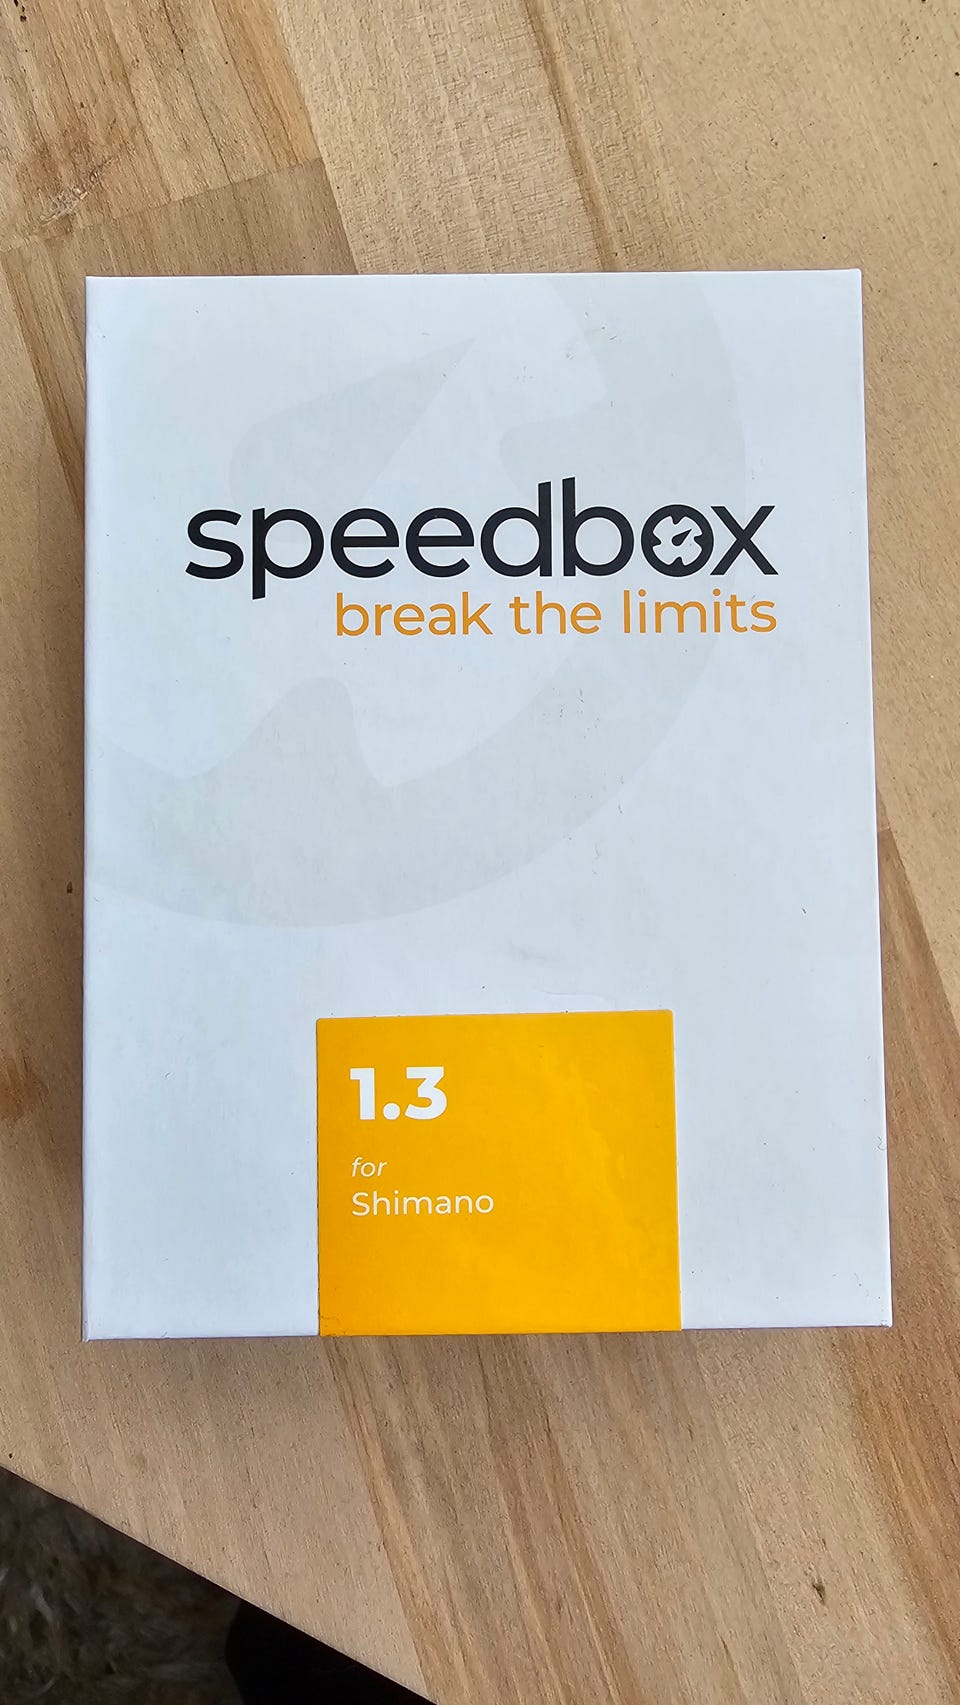 speedbox
break the limits
1.3
for
Shimano